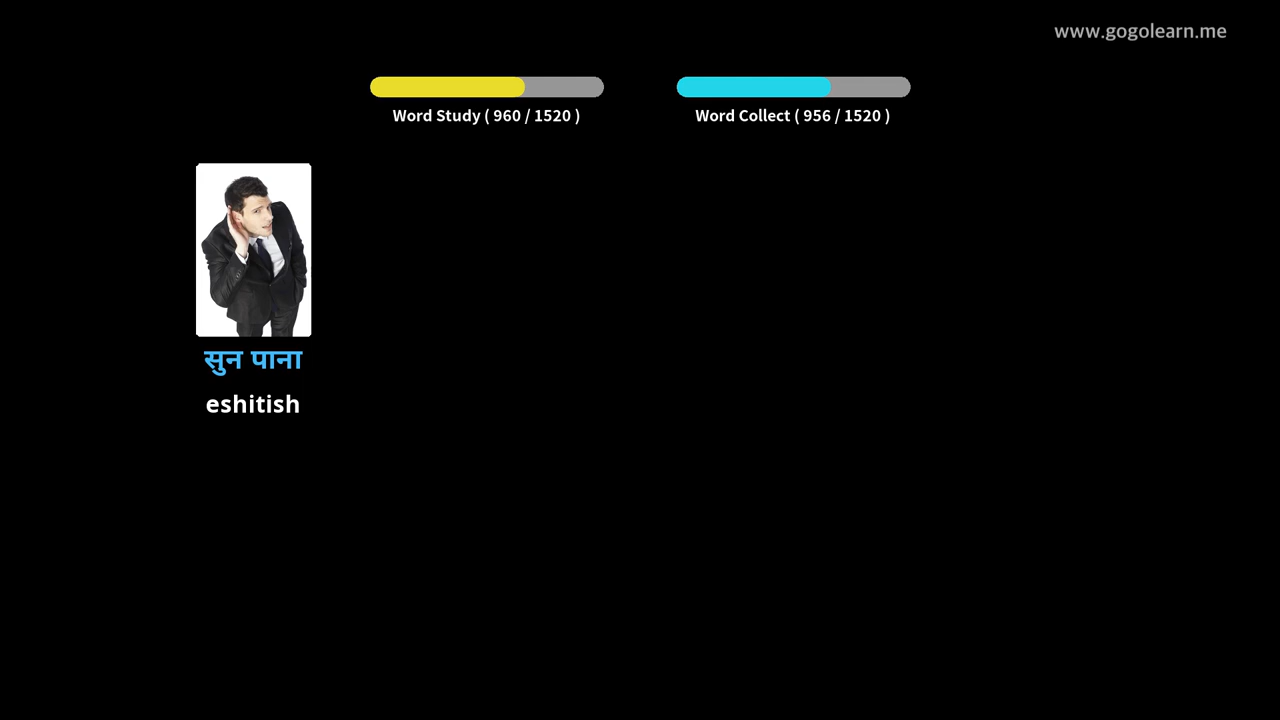 www.gogolearn.me
Word Study ( 960 / 1520 )
Word Collect ( 956 / 1520 )
सुन पाना
eshitish